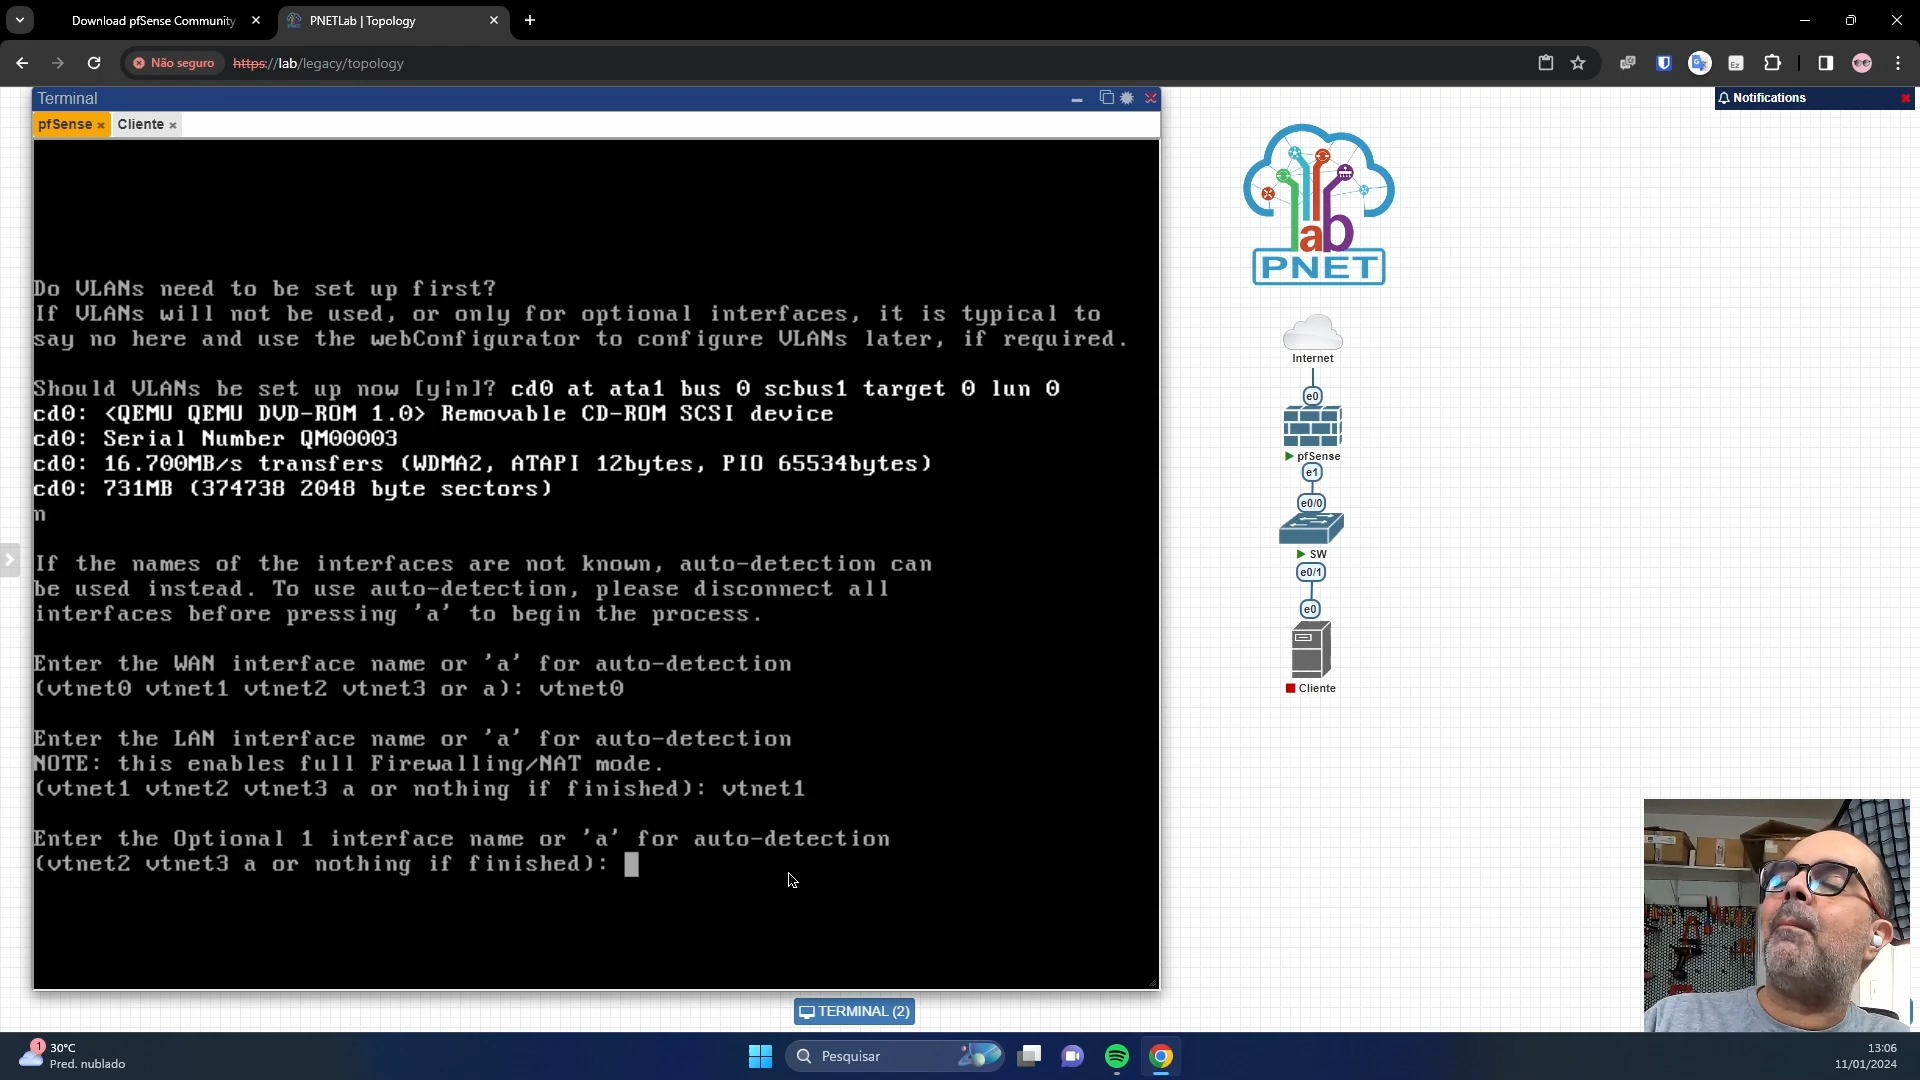 Download pfSense Community
PNETLab | Topology
Não seguro
https://lab/legacy/topology
Terminal
pfSense
Cliente
Notifications
Do VLANs need to be set up first?
If VLANs will not be used, or only for optional interfaces, it is typical to
say no here and use the webConfigurator to configure VLANs later, if required.
Should VLANs be set up now [y|n]? cd0 at ata1 bus 0 scbus1 target 0 lun 0
cd0: <QEMU QEMU DVD-ROM 1.0> Removable CD-ROM SCSI device
cd0: Serial Number QM00003
cd0: 16.700MB/s transfers (WDMA2, ATAPI 12bytes, PIO 65534bytes)
cd0: 731MB (374738 2048 byte sectors)
n
If the names of the interfaces are not known, auto-detection can
be used instead. To use auto-detection, please disconnect all
interfaces before pressing 'a' to begin the process.
Enter the WAN interface name or 'a' for auto-detection
(vtnet0 vtnet1 vtnet2 vtnet3 or a): vtnet0
Enter the LAN interface name or 'a' for auto-detection
NOTE: this enables full Firewalling/NAT mode.
(vtnet1 vtnet2 vtnet3 a or nothing if finished): vtnet1
Enter the Optional 1 interface name or 'a' for auto-detection
(vtnet2 vtnet3 a or nothing if finished):
lab
PNET
Internet
e0
pfSense
e1
e0/0
SW
e0/1
e0
Cliente
TERMINAL (2)
1
30°C
Pred. nublado
Pesquisar
13:06
11/01/2024